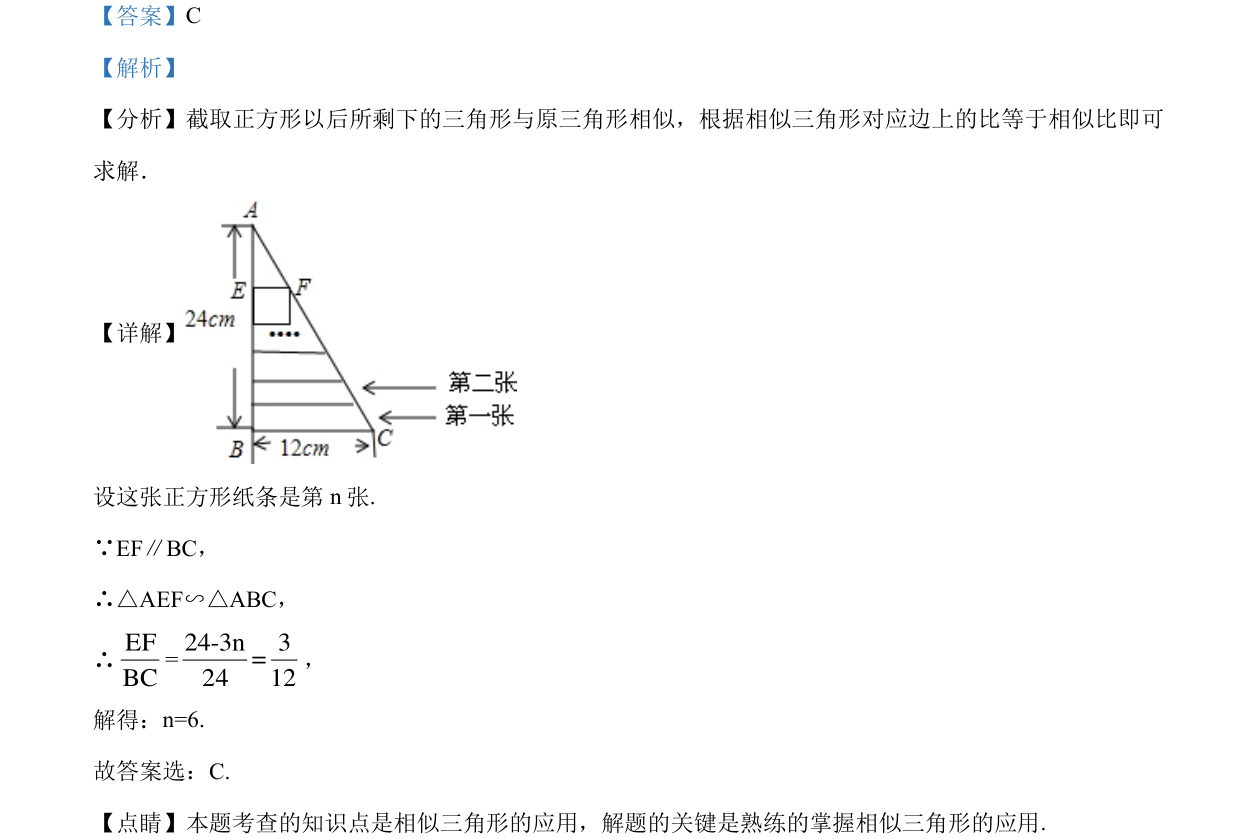 【答案】C
【解析】
【分析】截取正方形以后所剩下的三角形与原三角形相似，根据相似三角形对应边上的比等于相似比即可
求解．
A
E
F
【详解】
24cm
第二张
第一张
B
12cm
C
设这张正方形纸条是第 n 张.
∵EF∥BC，
∴△AEF∽△ABC，
∴ EF/BC = 24-3n/24 = 3/12 ，
解得：n=6.
故答案选：C.
【点睛】本题考查的知识点是相似三角形的应用，解题的关键是熟练的掌握相似三角形的应用.